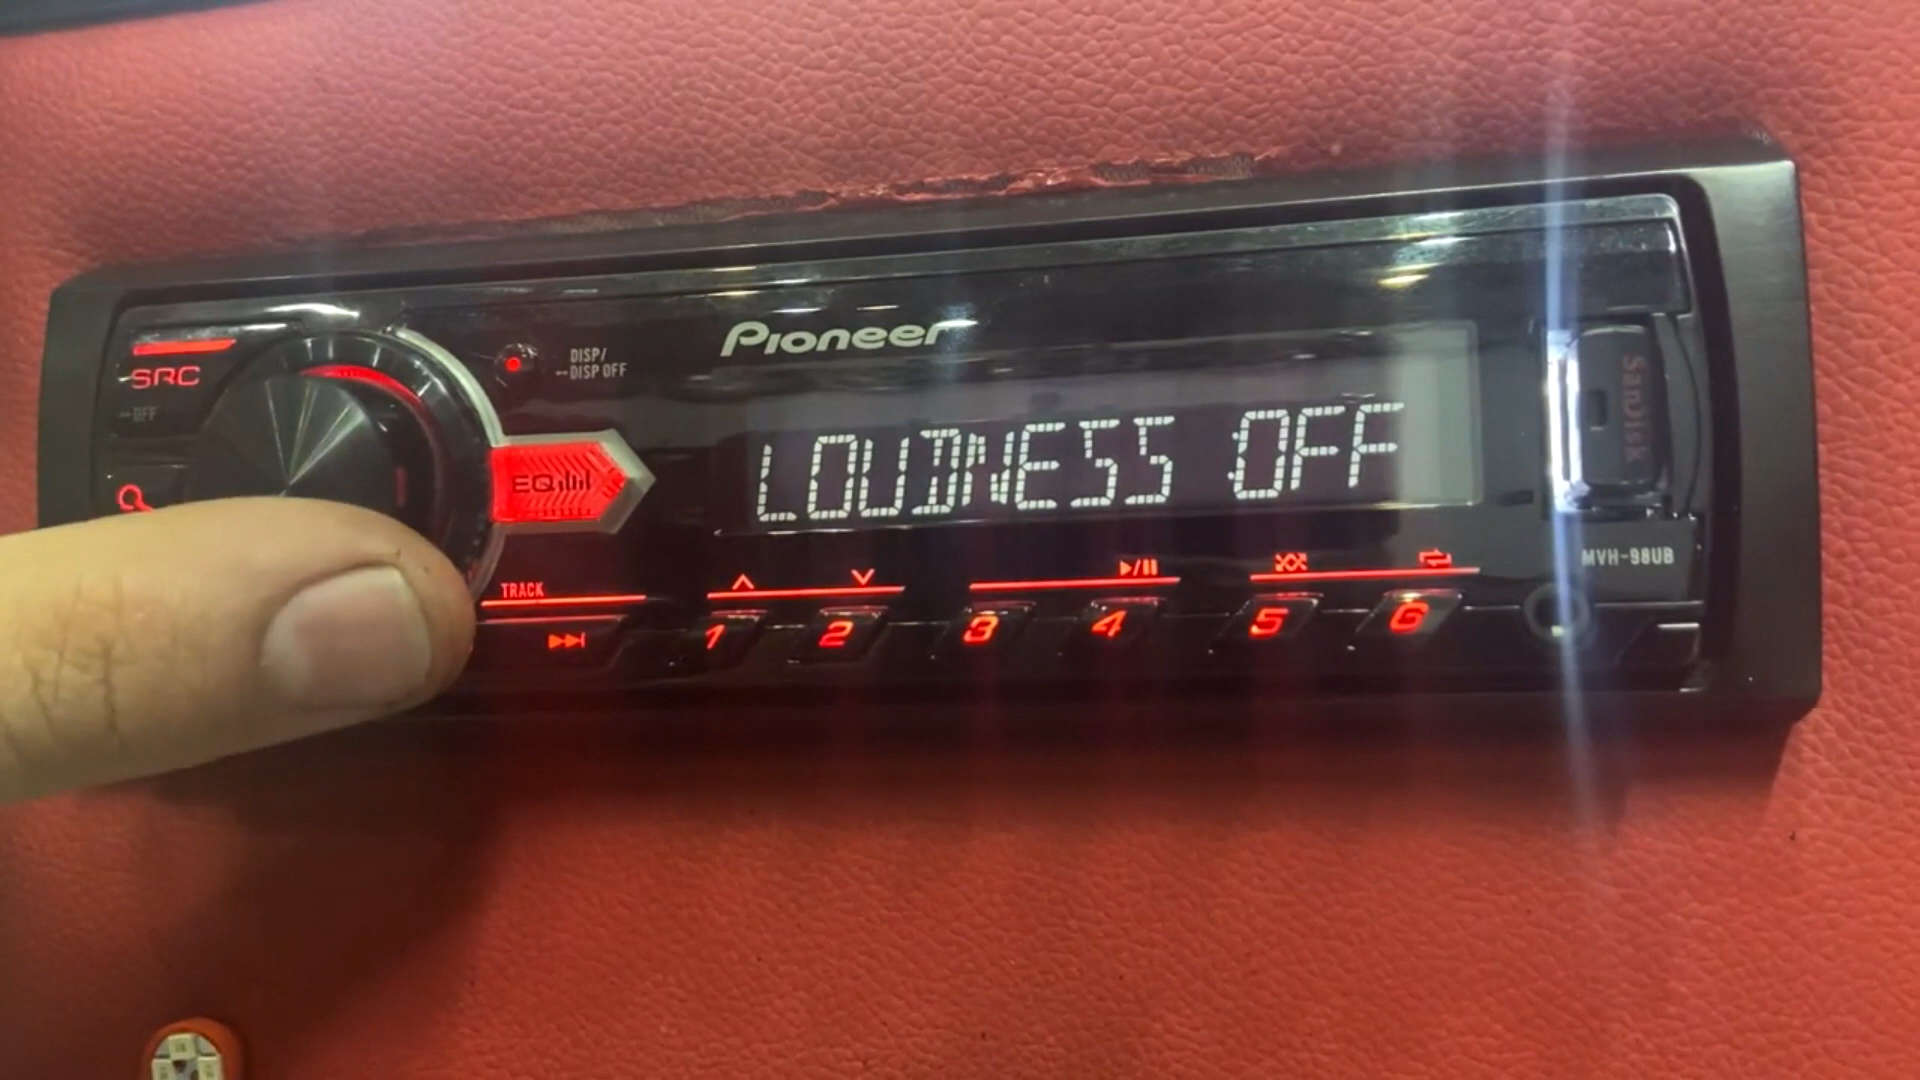 Pioneer
DISP/
--DISP OFF
SRC
--OFF
EQ
LOUDNESS OFF
SanDisk
MVH-98UB
TRACK
1 2 3 4 5 6